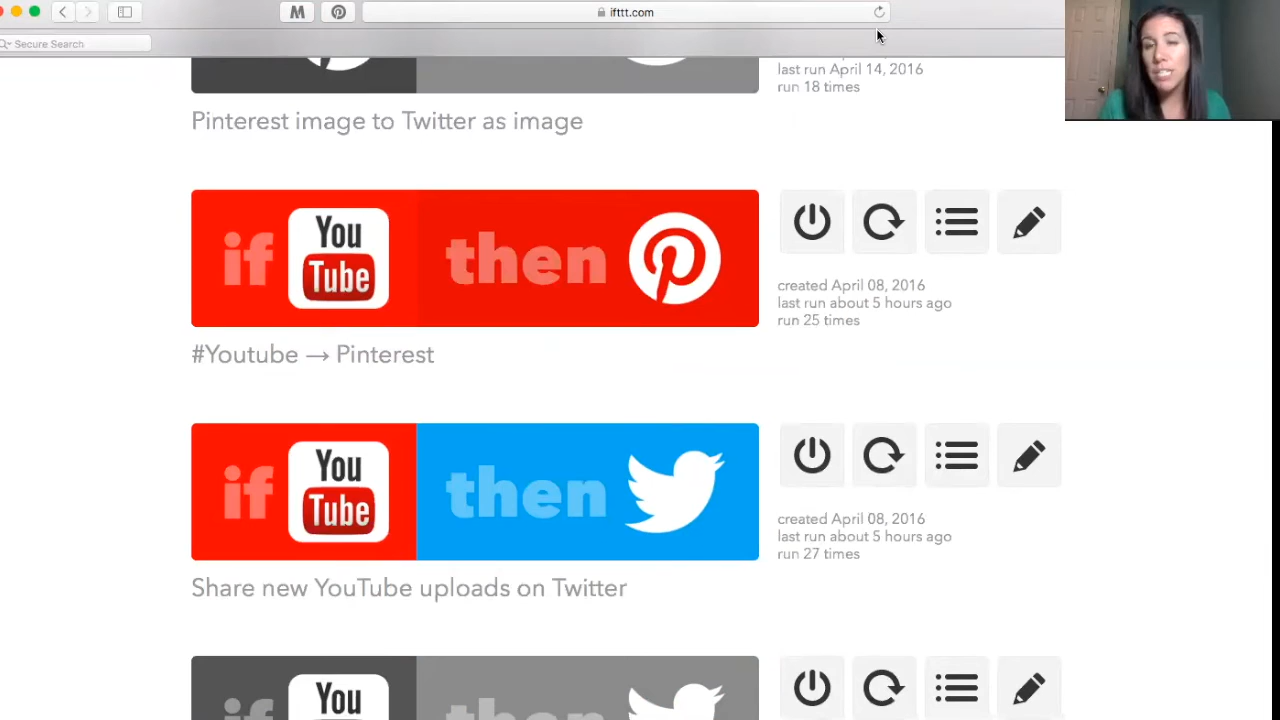 M
ifttt.com
Secure Search
last run April 14, 2016
run 18 times
Pinterest image to Twitter as image
if You Tube then
created April 08, 2016
last run about 5 hours ago
run 25 times
#Youtube → Pinterest
if You Tube then
created April 08, 2016
last run about 5 hours ago
run 27 times
Share new YouTube uploads on Twitter
if You then